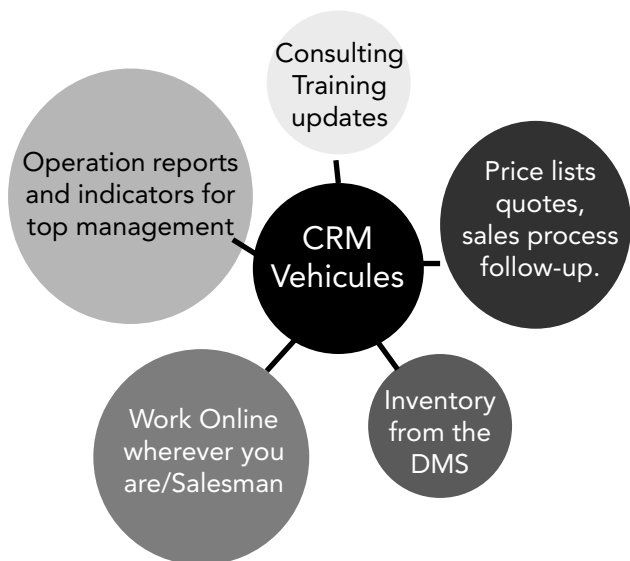 Consulting
Training
updates
Operation reports
and indicators for
top management
Price lists
quotes,
sales process
follow-up.
CRM
Vehicules
Work Online
wherever you
are/Salesman
Inventory
from the
DMS